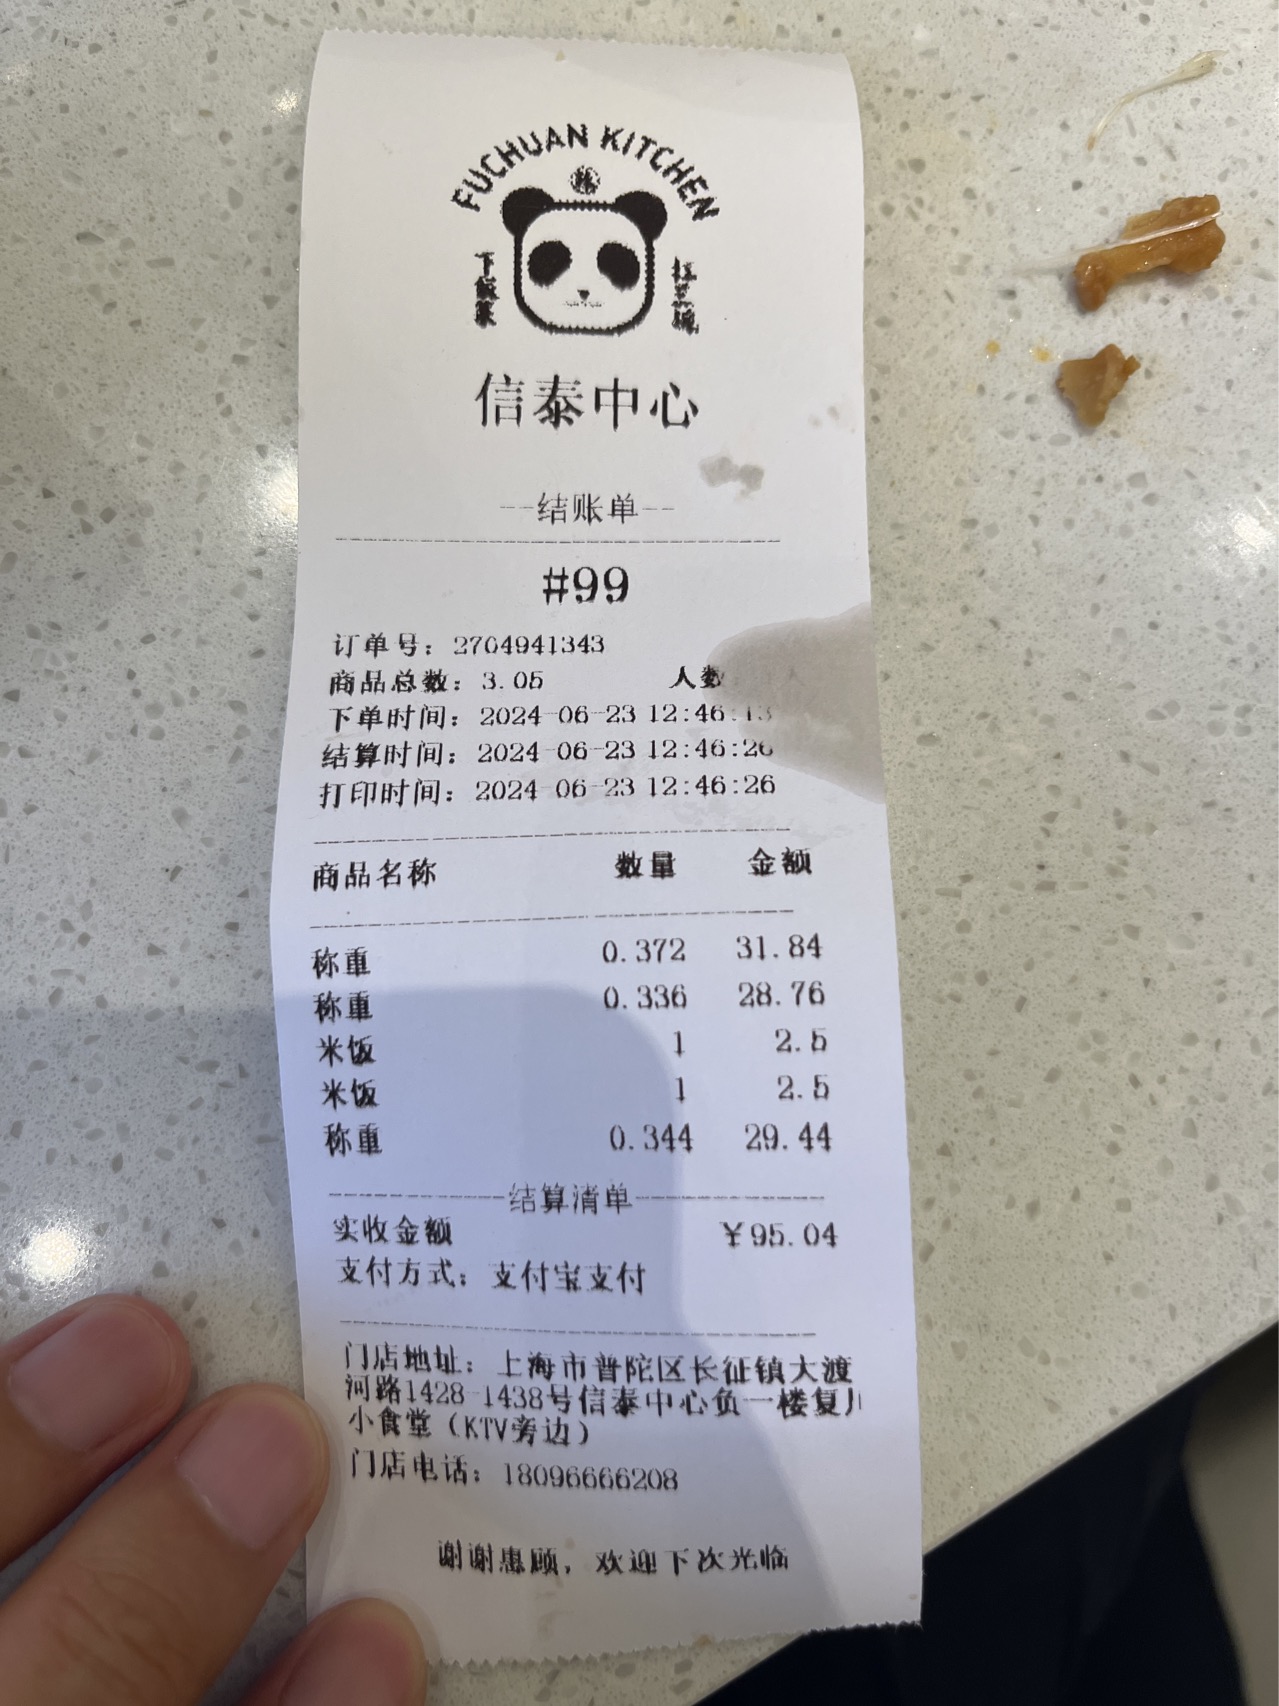 FUCHUAN KITCHEN
下飯菜
信泰中心
--结账单--
#99
订单号：2704941343
商品总数：3.05 人数
下单时间：2024-06-23 12:46:13
结算时间：2024-06-23 12:46:26
打印时间：2024-06-23 12:46:26
商品名称 数量 金额
称重 0.372 31.84
称重 0.336 28.76
米饭 1 2.5
米饭 1 2.5
称重 0.344 29.44
结算清单
实收金额 ￥95.04
支付方式：支付宝支付
门店地址：上海市普陀区长征镇大渡
河路1428-1438号信泰中心负一楼复川
小食堂（KTV旁边）
门店电话：18096666208
谢谢惠顾，欢迎下次光临